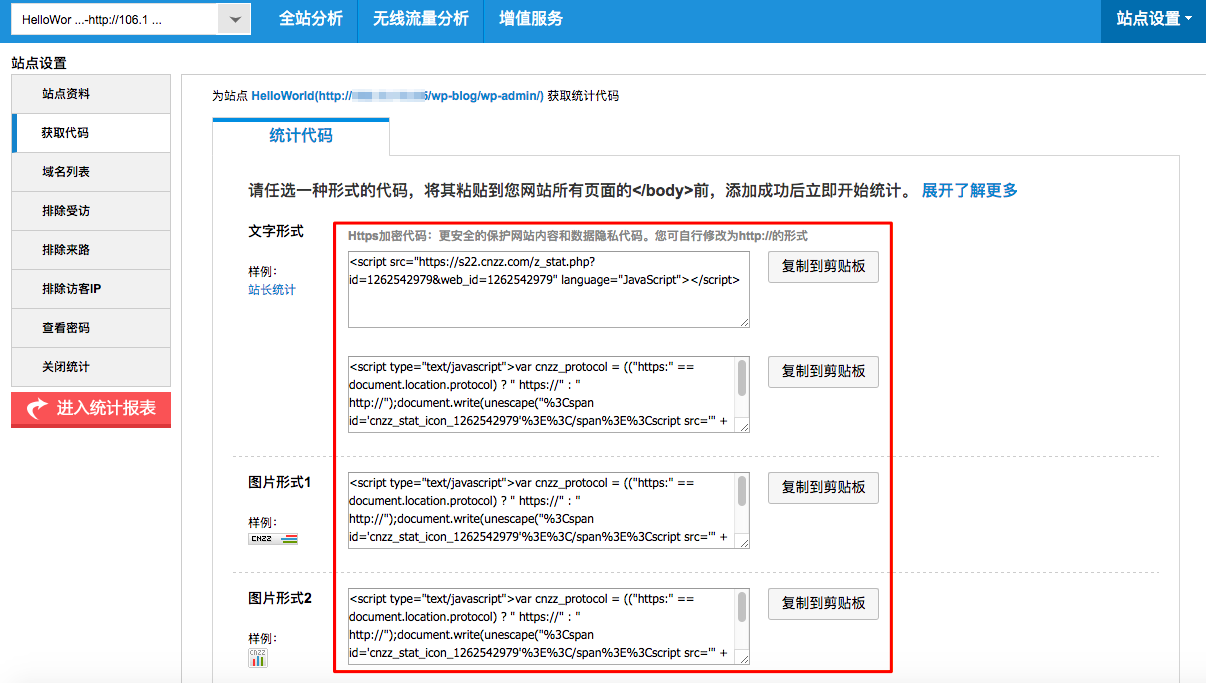 HelloWor ...-http://106.1 ...
全站分析
无线流量分析
增值服务
站点设置
站点设置
站点资料
获取代码
域名列表
排除受访
排除来路
排除访客IP
查看密码
关闭统计
进入统计报表
为站点 HelloWorld(http:// /wp-blog/wp-admin/) 获取统计代码
统计代码
请任选一种形式的代码，将其粘贴到您网站所有页面的</body>前，添加成功后立即开始统计。 展开了解更多
文字形式
样例：
站长统计
Https加密代码：更安全的保护网站内容和数据隐私代码。您可自行修改为http://的形式
<script src="https://s22.cnzz.com/z_stat.php?
id=1262542979&web_id=1262542979" language="JavaScript"></script>
复制到剪贴板
<script type="text/javascript">var cnzz_protocol = (("https:" ==
document.location.protocol) ? " https://" : "
http://");document.write(unescape("%3Cspan
id='cnzz_stat_icon_1262542979'%3E%3C/span%3E%3Cscript src='" +
复制到剪贴板
图片形式1
样例：
CNZZ
<script type="text/javascript">var cnzz_protocol = (("https:" ==
document.location.protocol) ? " https://" : "
http://");document.write(unescape("%3Cspan
id='cnzz_stat_icon_1262542979'%3E%3C/span%3E%3Cscript src='" +
复制到剪贴板
图片形式2
样例：
CNZZ
<script type="text/javascript">var cnzz_protocol = (("https:" ==
document.location.protocol) ? " https://" : "
http://");document.write(unescape("%3Cspan
id='cnzz_stat_icon_1262542979'%3E%3C/span%3E%3Cscript src='" +
复制到剪贴板